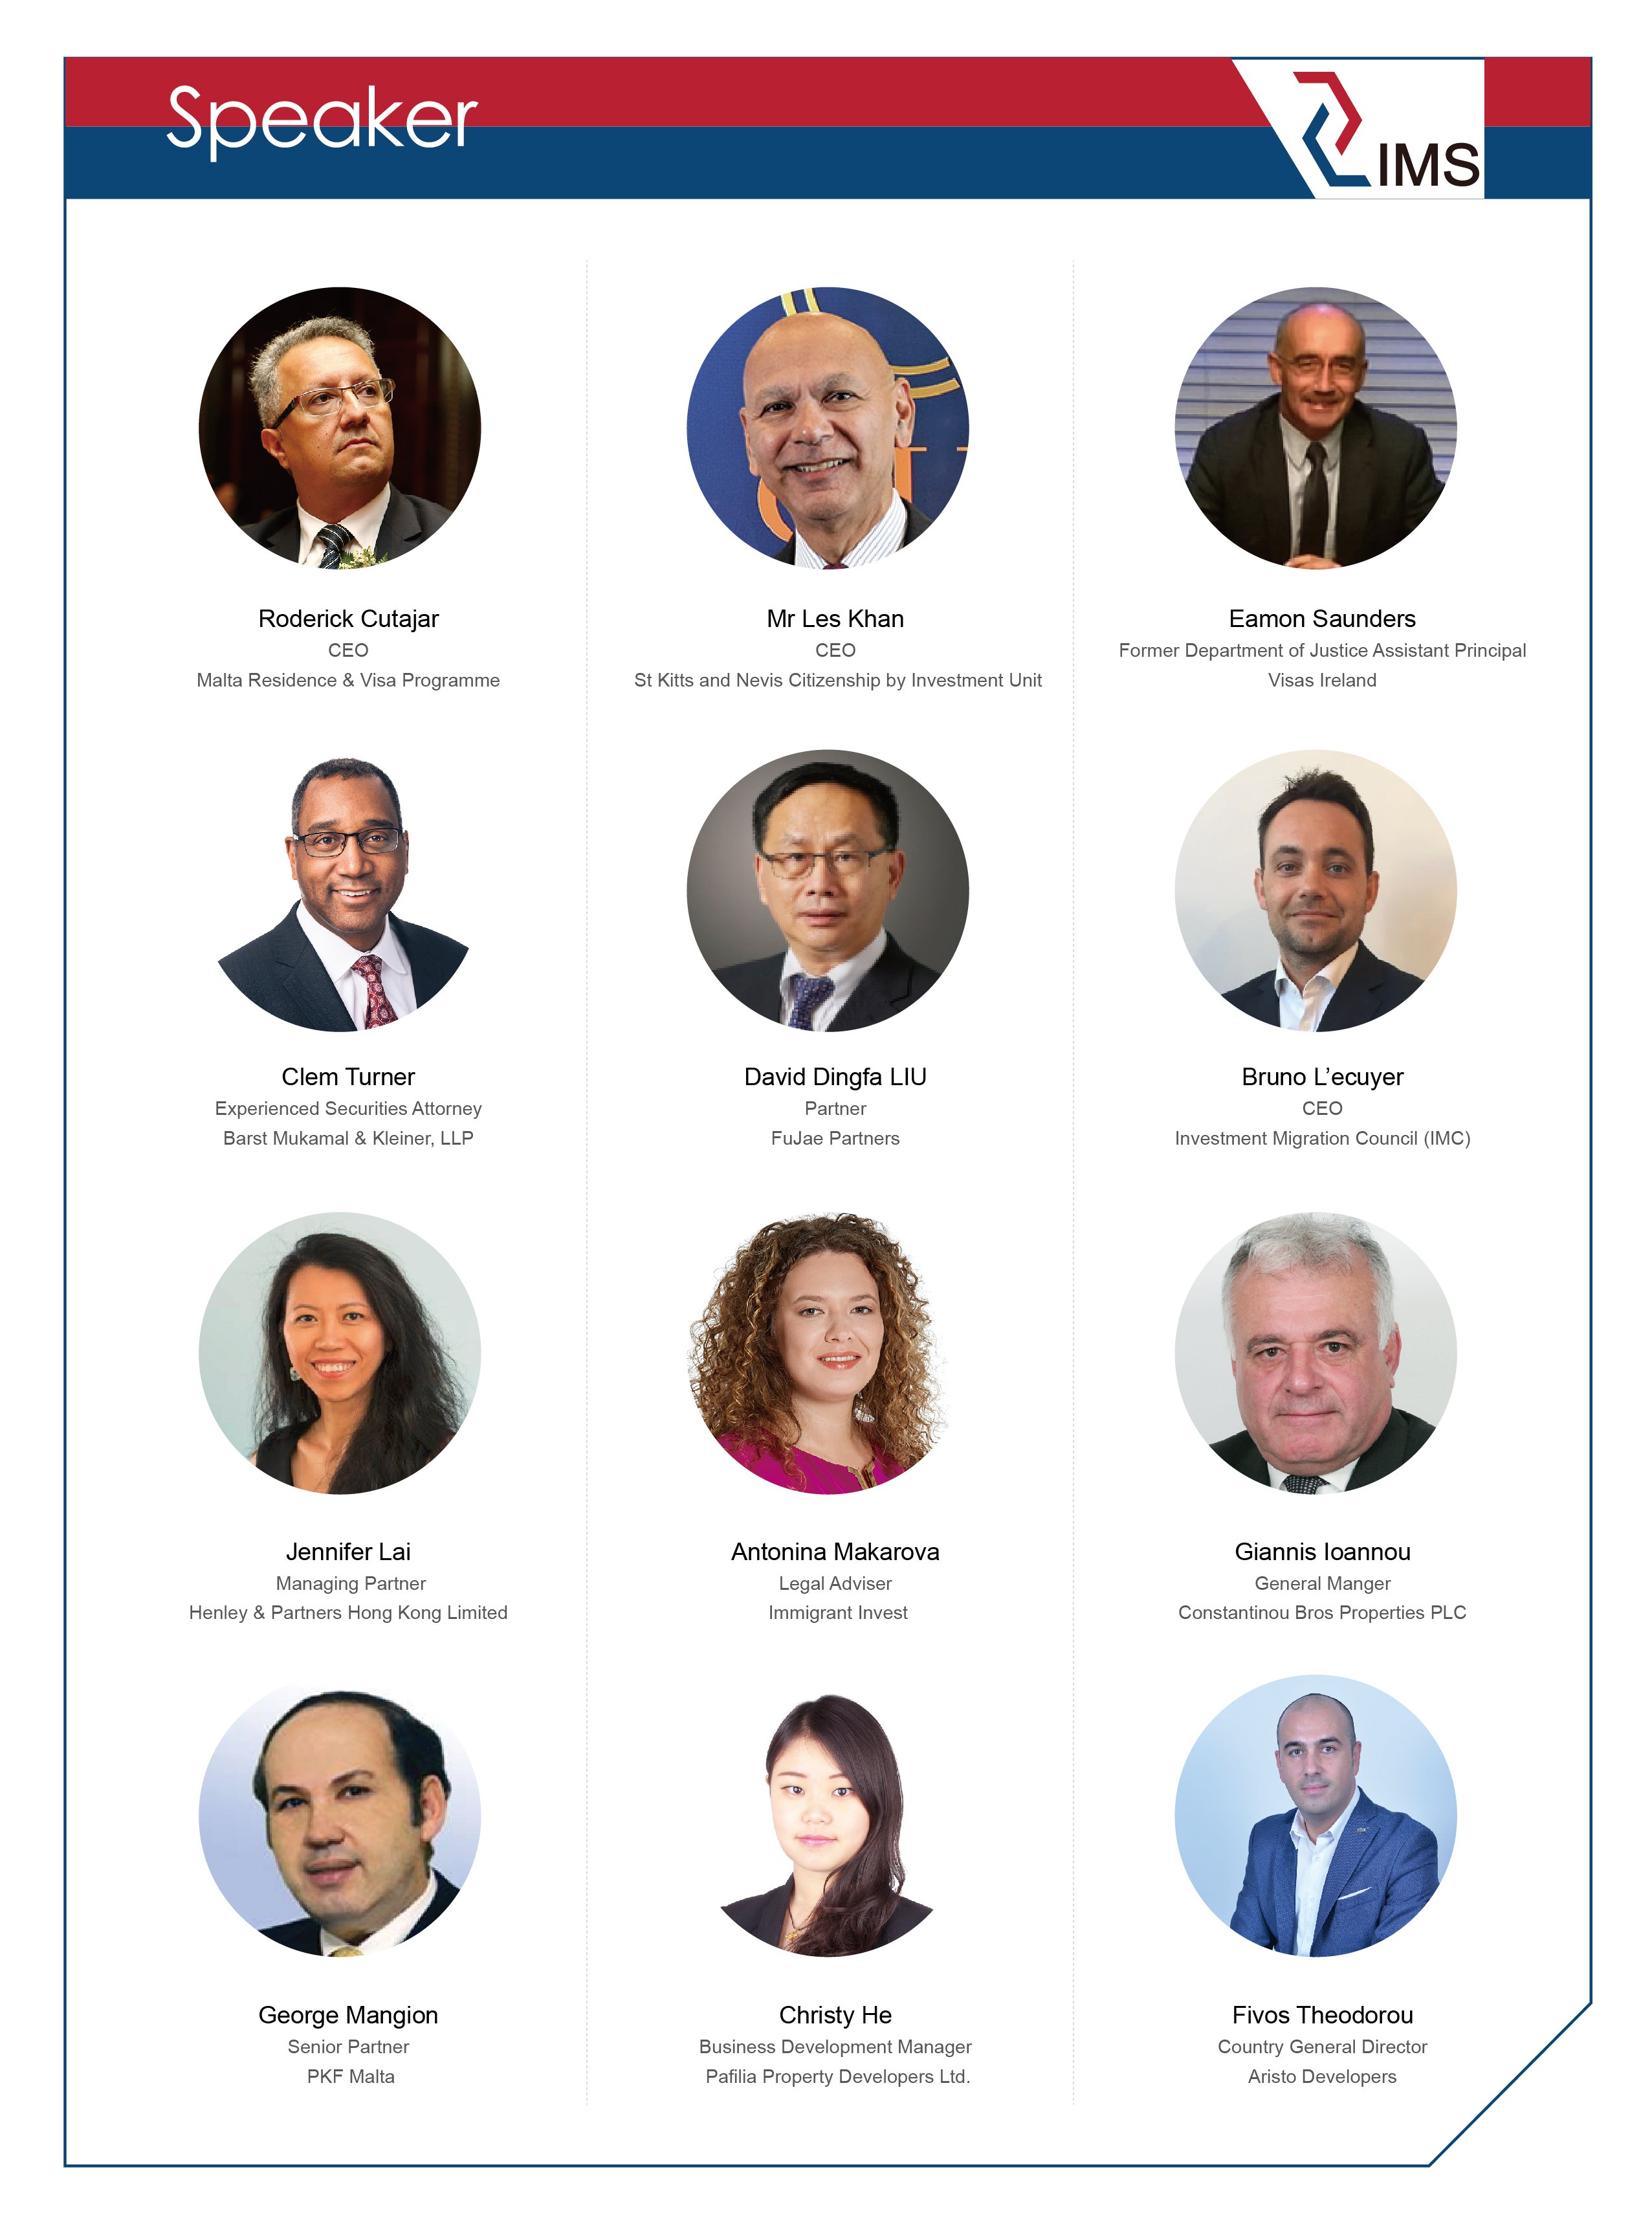 Speaker
IMS
Roderick Cutajar
CEO
Malta Residence & Visa Programme
Mr Les Khan
CEO
St Kitts and Nevis Citizenship by Investment Unit
Eamon Saunders
Former Department of Justice Assistant Principal
Visas Ireland
Clem Turner
Experienced Securities Attorney
Barst Mukamal & Kleiner, LLP
David Dingfa LIU
Partner
FuJae Partners
Bruno L’ecuyer
CEO
Investment Migration Council (IMC)
Jennifer Lai
Managing Partner
Henley & Partners Hong Kong Limited
Antonina Makarova
Legal Adviser
Immigrant Invest
Giannis Ioannou
General Manger
Constantinou Bros Properties PLC
George Mangion
Senior Partner
PKF Malta
Christy He
Business Development Manager
Pafilia Property Developers Ltd.
Fivos Theodorou
Country General Director
Aristo Developers